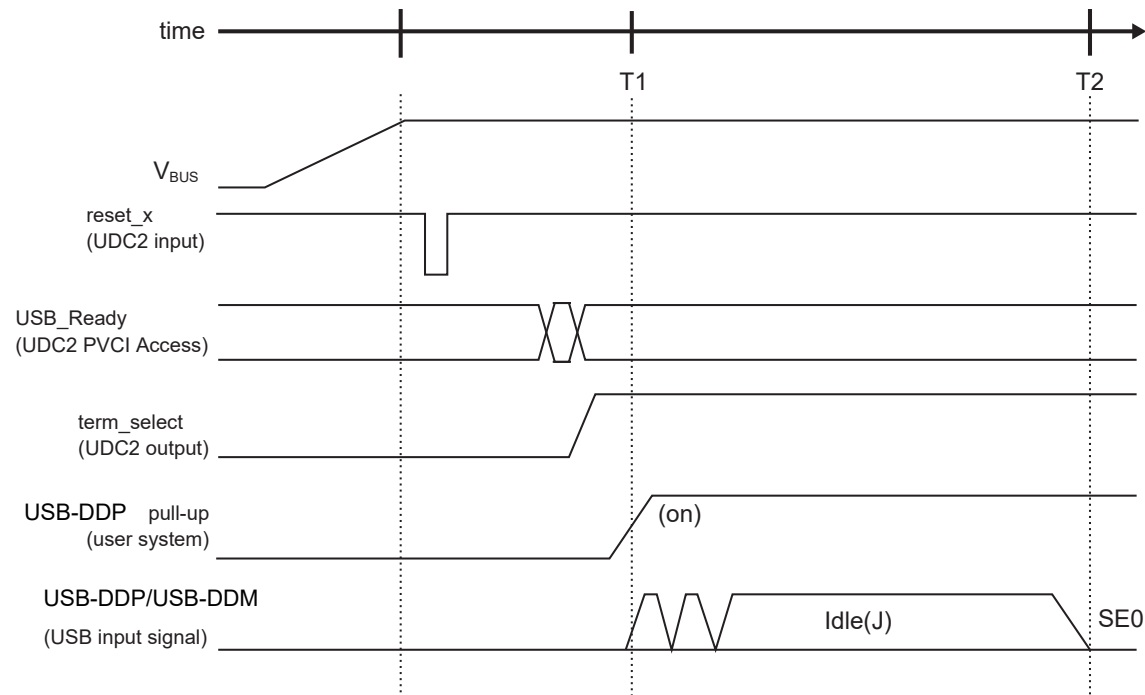 time
T1
T2
VBUS
reset_x
(UDC2 input)
USB_Ready
(UDC2 PVCI Access)
term_select
(UDC2 output)
USB-DDP pull-up
(user system)
(on)
USB-DDP/USB-DDM
(USB input signal)
Idle(J)
SE0